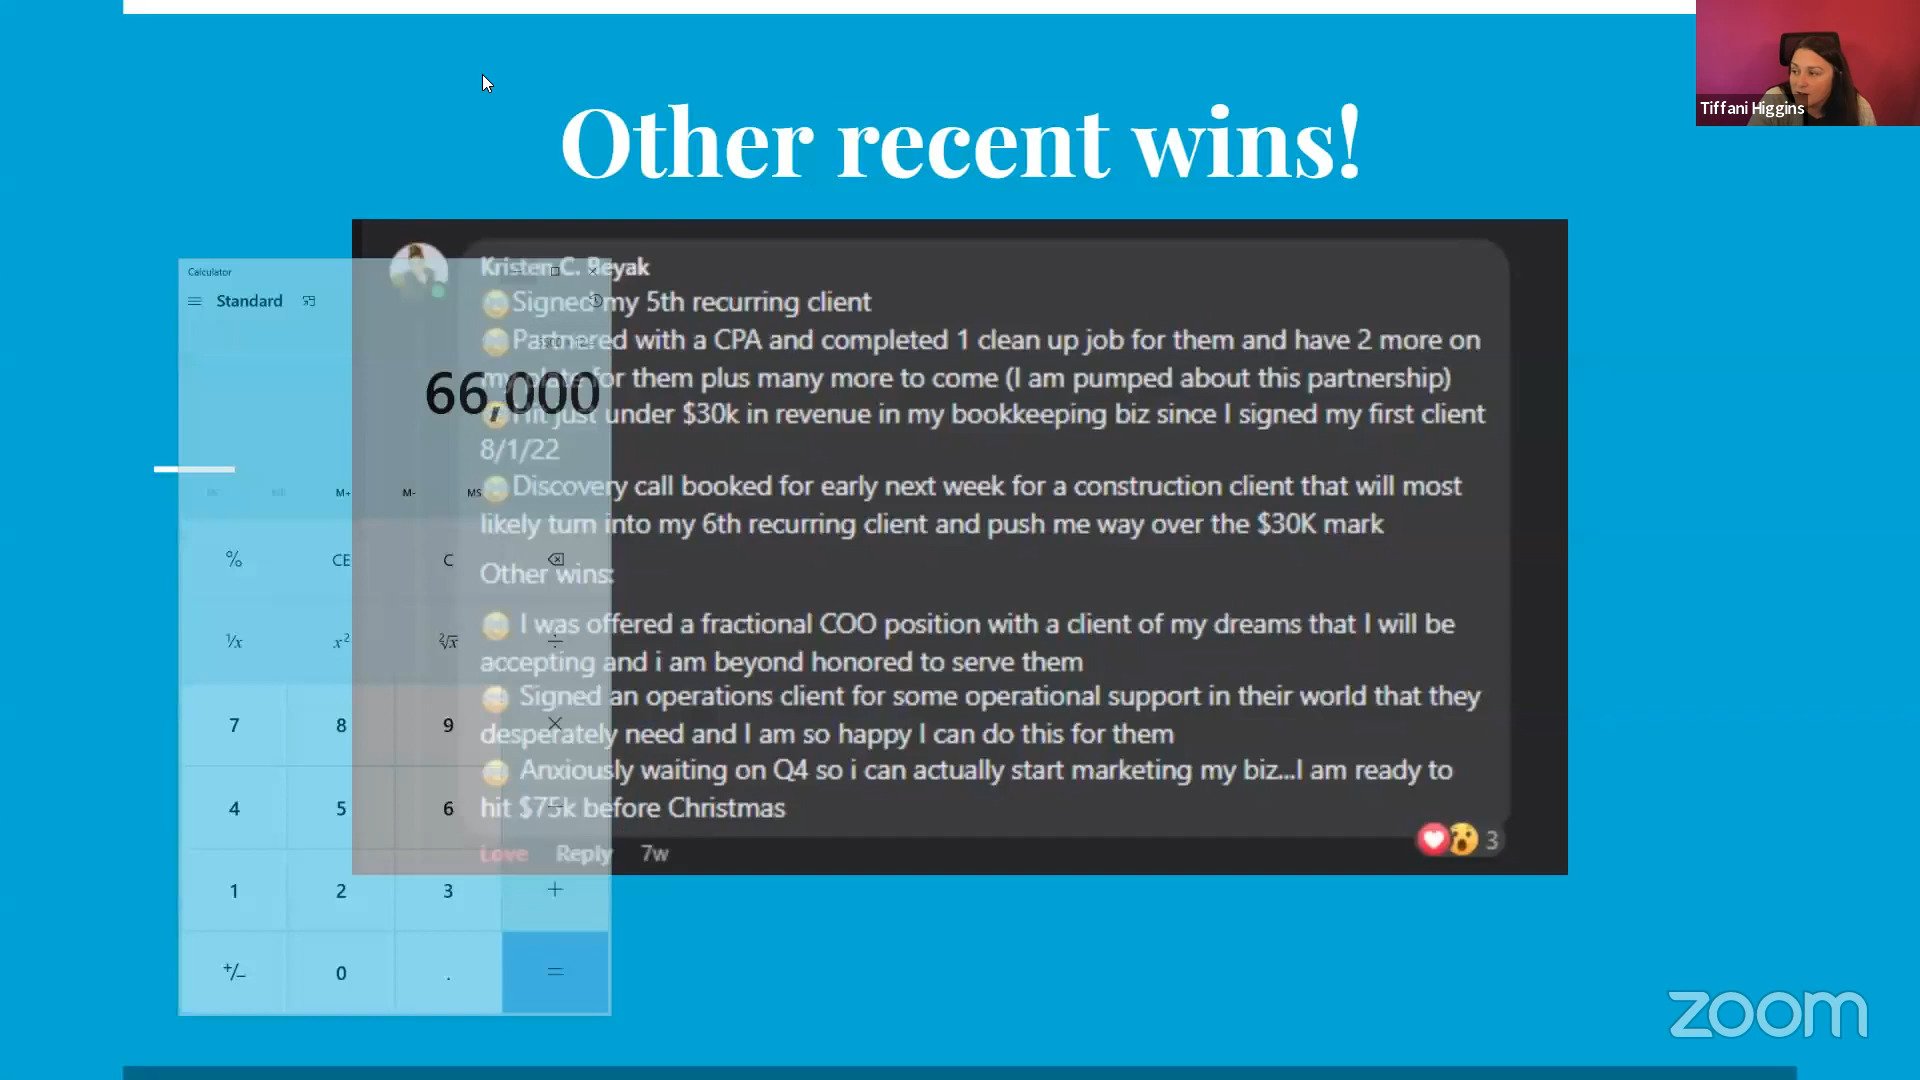 Tiffani Higgins
Other recent wins!
Kristen C. Reyak
Signed my 5th recurring client
Partnered with a CPA and completed 1 clean up job for them and have 2 more on
my plate for them plus many more to come (I am pumped about this partnership)
Hit just under $30k in revenue in my bookkeeping biz since I signed my first client
8/1/22
Discovery call booked for early next week for a construction client that will most
likely turn into my 6th recurring client and push me way over the $30K mark
Other wins:
I was offered a fractional COO position with a client of my dreams that I will be
accepting and i am beyond honored to serve them
Signed an operations client for some operational support in their world that they
desperately need and I am so happy I can do this for them
Anxiously waiting on Q4 so i can actually start marketing my biz...I am ready to
hit $75k before Christmas
Love Reply 7w
3
Calculator
Standard
66,000
M+ M- MS
% CE C
¹/x x² ²√x ÷
7 8 9 ×
4 5 6 −
1 2 3 +
+/− 0 . =
zoom